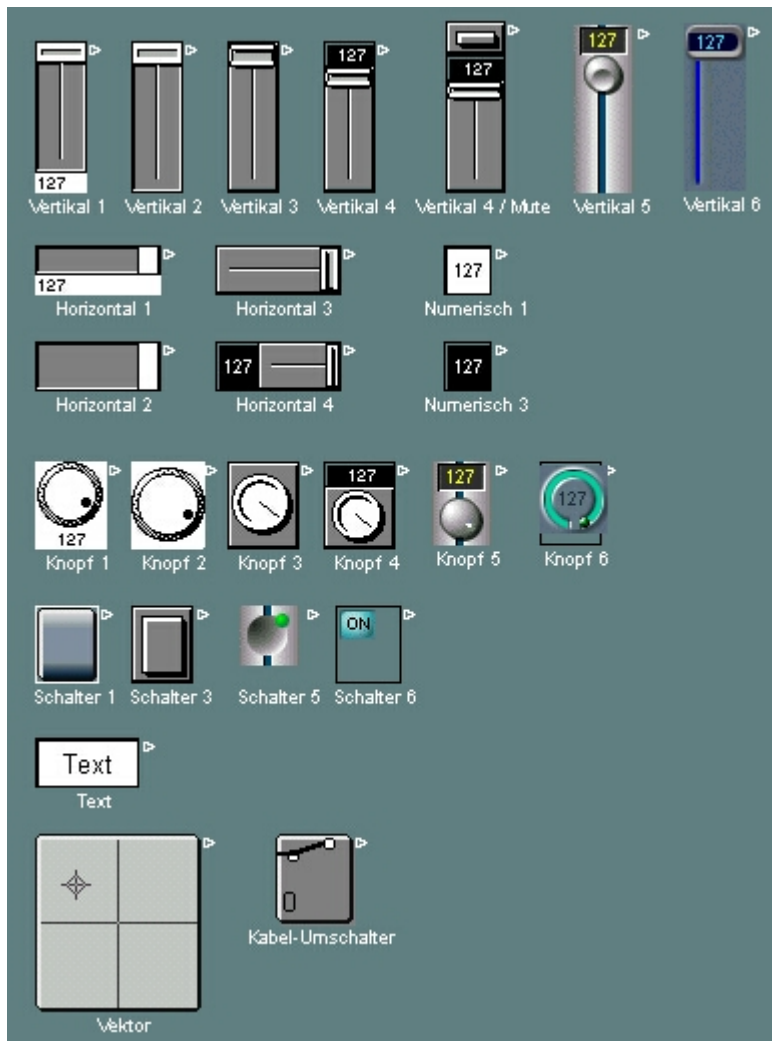 127
127
127
127
127
127
Vertikal 1
Vertikal 2
Vertikal 3
Vertikal 4
Vertikal 4 / Mute
Vertikal 5
Vertikal 6
127
127
Horizontal 1
Horizontal 3
Numerisch 1
127
127
Horizontal 2
Horizontal 4
Numerisch 3
127
127
127
127
Knopf 1
Knopf 2
Knopf 3
Knopf 4
Knopf 5
Knopf 6
ON
Schalter 1
Schalter 3
Schalter 5
Schalter 6
Text
Text
0
Kabel-Umschalter
Vektor